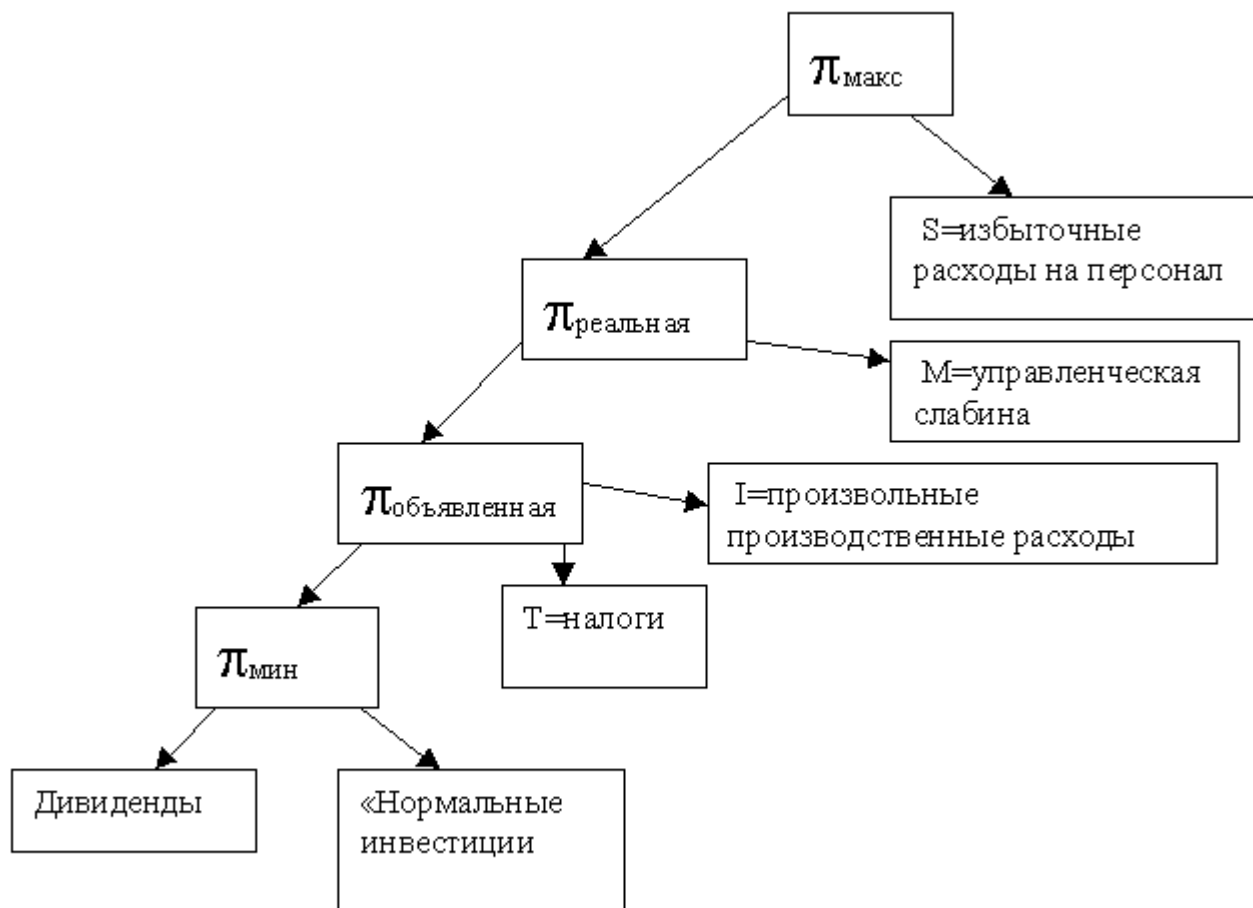 πмакс
S=избыточные
расходы на персонал
πреальная
M=управленческая
слабина
πобъявленная
I=произвольные
производственные расходы
T=налоги
πмин
Дивиденды
«Нормальные
инвестиции